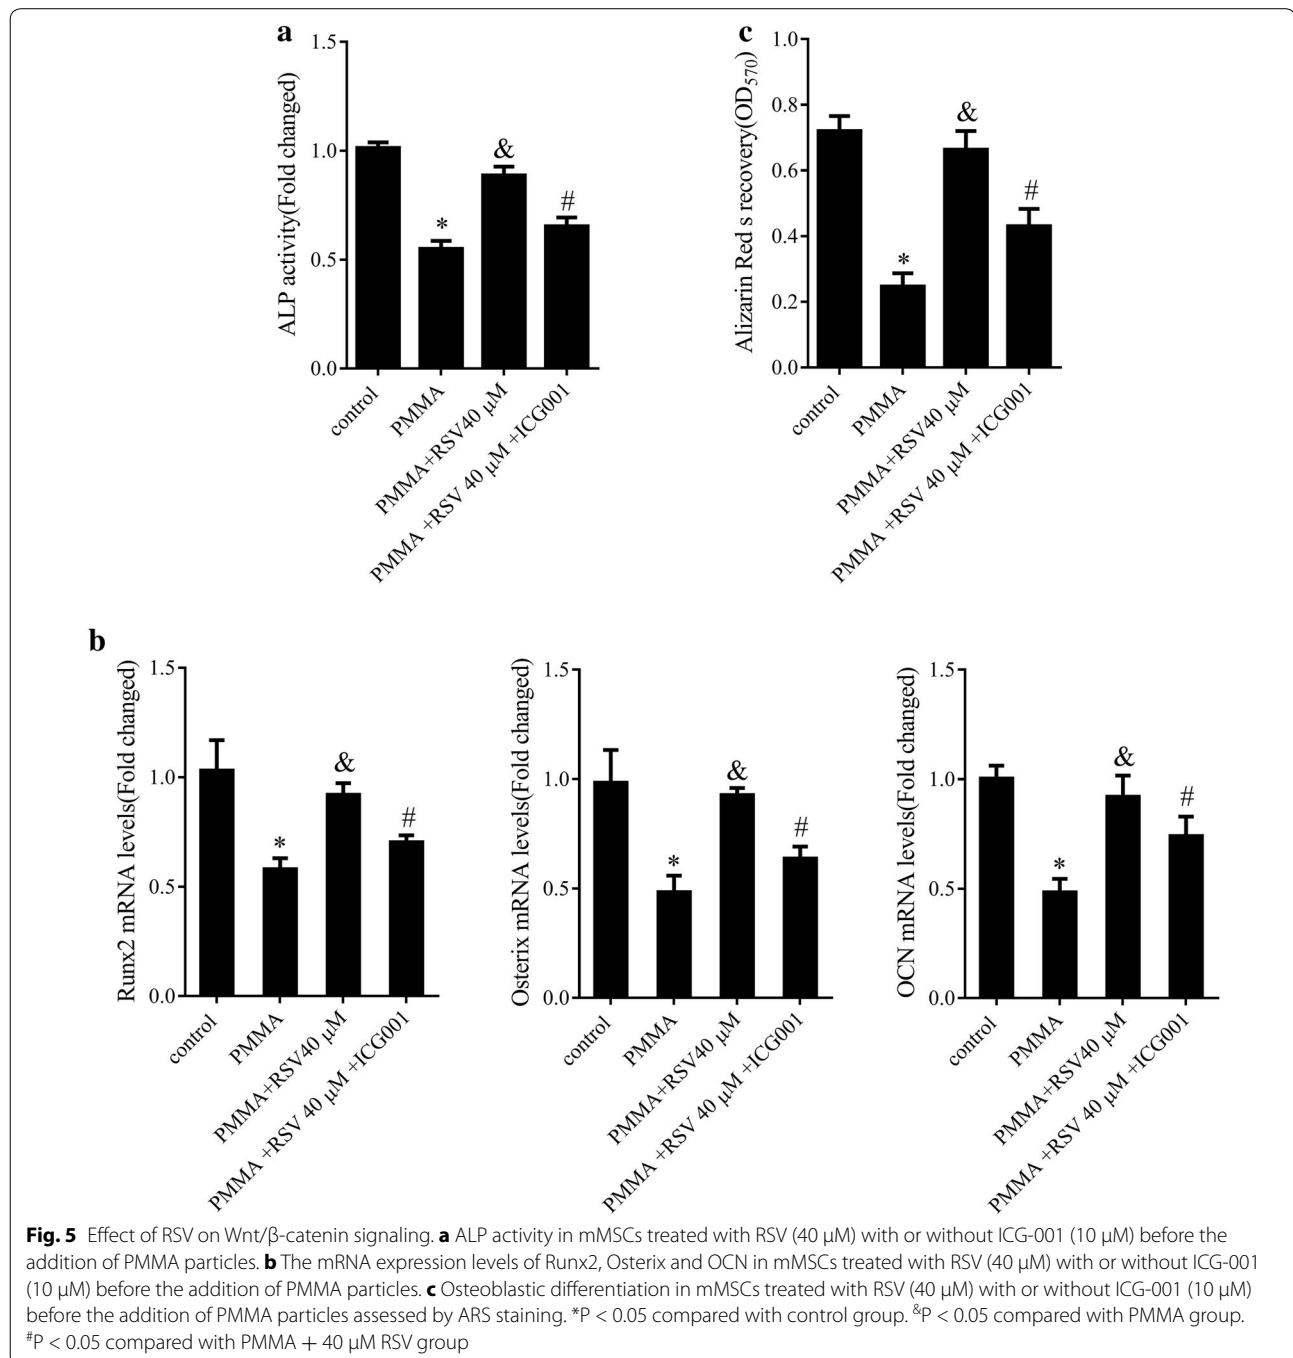 a
1.5
1.0
0.5
0.0
ALP activity(Fold changed)
*
&
#
control
PMMA
PMMA+RSV40 μM
PMMA +RSV 40 μM +ICG001
c
1.0
0.8
0.6
0.4
0.2
0.0
Alizarin Red s recovery(OD570)
*
&
#
control
PMMA
PMMA+RSV40 μM
PMMA +RSV 40 μM +ICG001
b
1.5
1.0
0.5
0.0
Runx2 mRNA levels(Fold changed)
*
&
#
control
PMMA
PMMA+RSV40 μM
PMMA +RSV 40 μM +ICG001
1.5
1.0
0.5
0.0
Osterix mRNA levels(Fold changed)
*
&
#
control
PMMA
PMMA+RSV40 μM
PMMA +RSV 40 μM +ICG001
1.5
1.0
0.5
0.0
OCN mRNA levels(Fold changed)
*
&
#
control
PMMA
PMMA+RSV40 μM
PMMA +RSV 40 μM +ICG001
Fig. 5 Effect of RSV on Wnt/β-catenin signaling. a ALP activity in mMSCs treated with RSV (40 μM) with or without ICG-001 (10 μM) before the
addition of PMMA particles. b The mRNA expression levels of Runx2, Osterix and OCN in mMSCs treated with RSV (40 μM) with or without ICG-001
(10 μM) before the addition of PMMA particles. c Osteoblastic differentiation in mMSCs treated with RSV (40 μM) with or without ICG-001 (10 μM)
before the addition of PMMA particles assessed by ARS staining. *P < 0.05 compared with control group. &P < 0.05 compared with PMMA group.
#P < 0.05 compared with PMMA + 40 μM RSV group